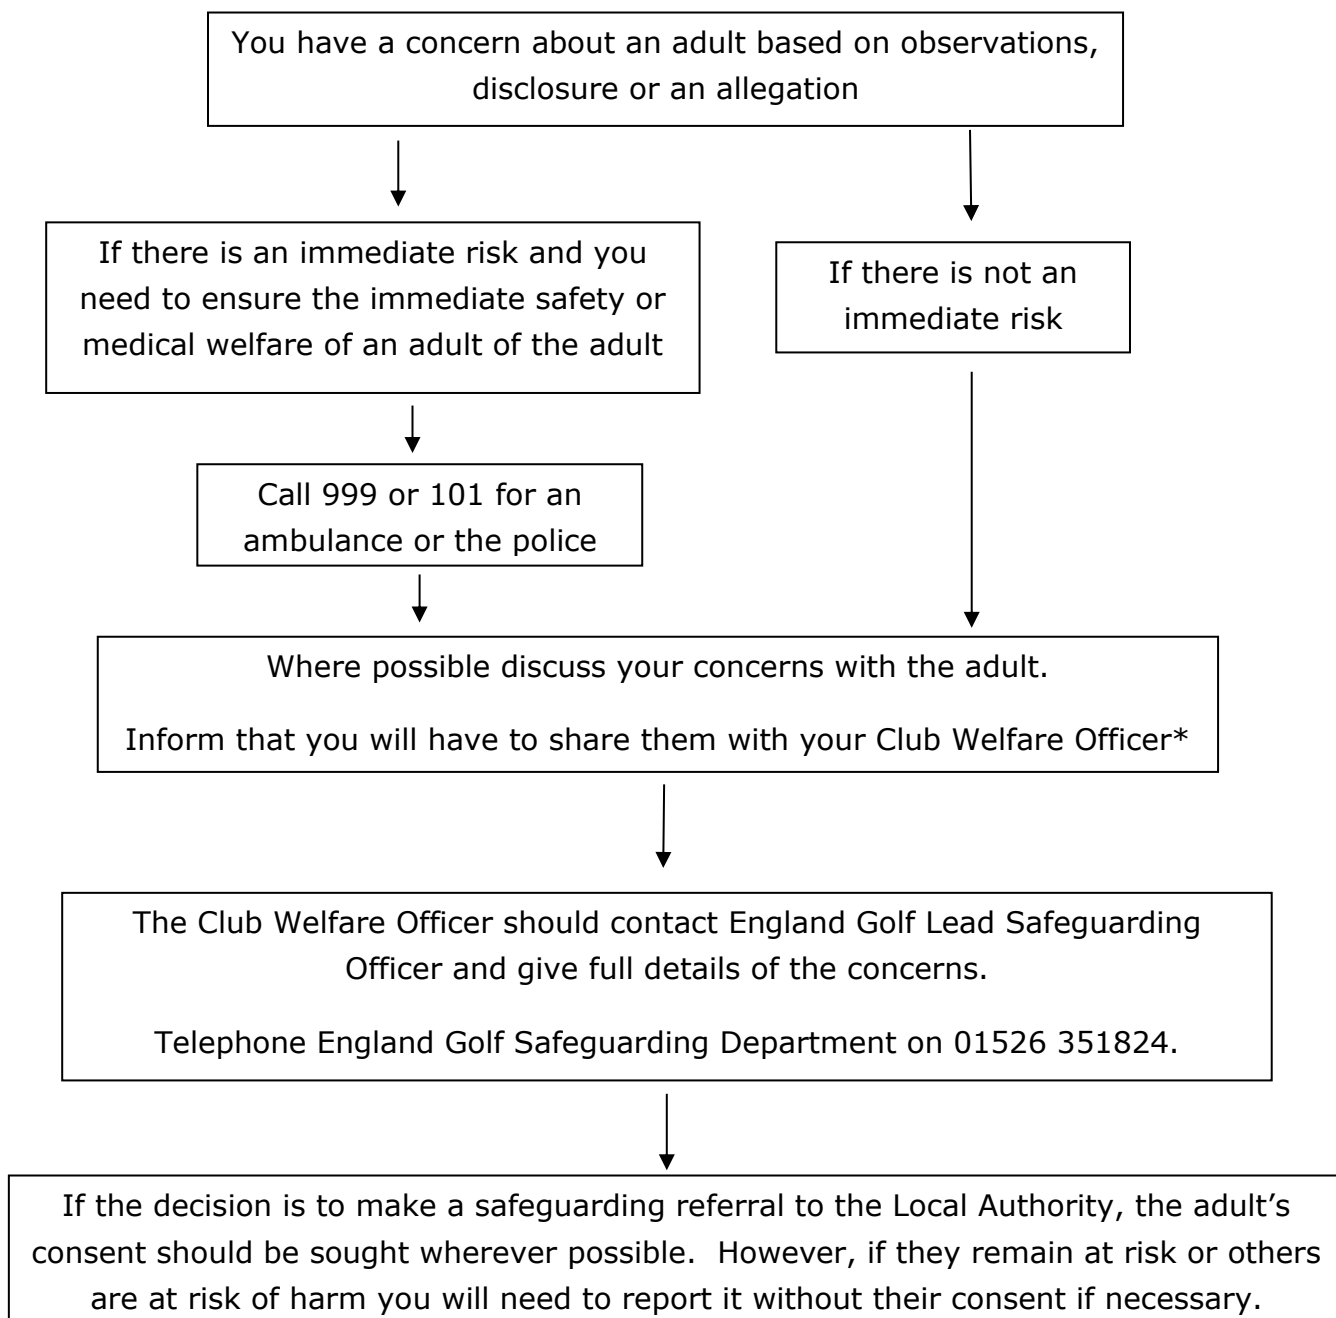 You have a concern about an adult based on observations,
disclosure or an allegation
If there is an immediate risk and you
need to ensure the immediate safety or
medical welfare of an adult of the adult
If there is not an
immediate risk
Call 999 or 101 for an
ambulance or the police
Where possible discuss your concerns with the adult.
Inform that you will have to share them with your Club Welfare Officer*
The Club Welfare Officer should contact England Golf Lead Safeguarding
Officer and give full details of the concerns.
Telephone England Golf Safeguarding Department on 01526 351824.
If the decision is to make a safeguarding referral to the Local Authority, the adult’s
consent should be sought wherever possible.  However, if they remain at risk or others
are at risk of harm you will need to report it without their consent if necessary.